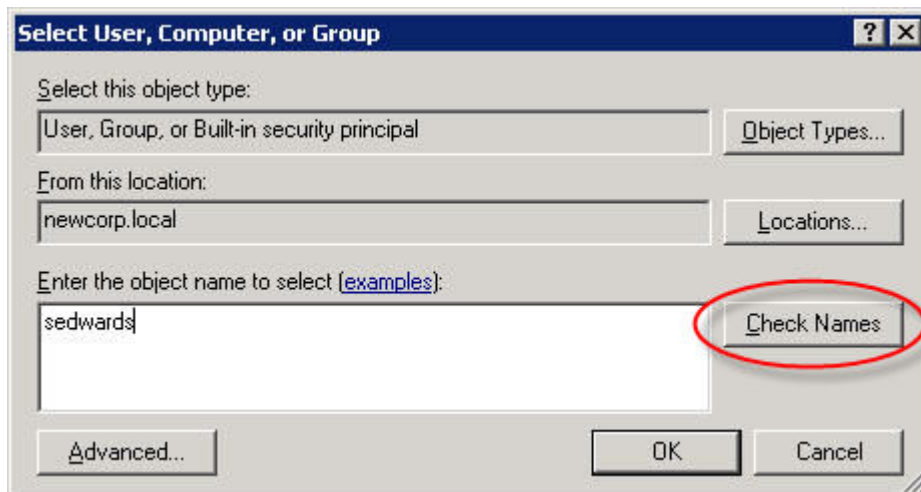 Select User, Computer, or Group
Select this object type:
User, Group, or Built-in security principal
Object Types...
From this location:
newcorp.local
Locations...
Enter the object name to select (examples):
sedwards
Check Names
Advanced...
OK
Cancel